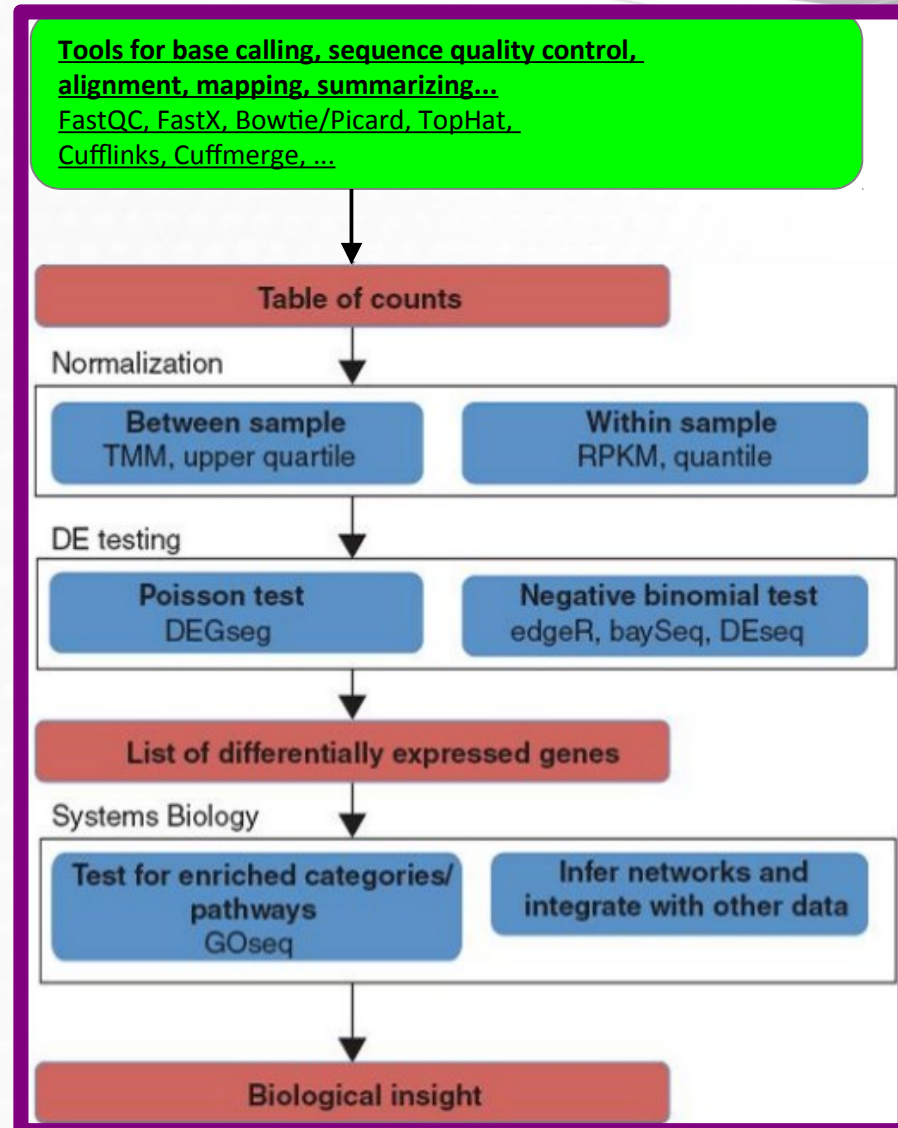 Tools for base calling, sequence quality control,
alignment, mapping, summarizing...
FastQC, FastX, Bowtie/Picard, TopHat,
Cufflinks, Cuffmerge, ...
Table of counts
Normalization
Between sample
TMM, upper quartile
Within sample
RPKM, quantile
DE testing
Poisson test
DEGseg
Negative binomial test
edgeR, baySeq, DEseq
List of differentially expressed genes
Systems Biology
Test for enriched categories/
pathways
GOseq
Infer networks and
integrate with other data
Biological insight